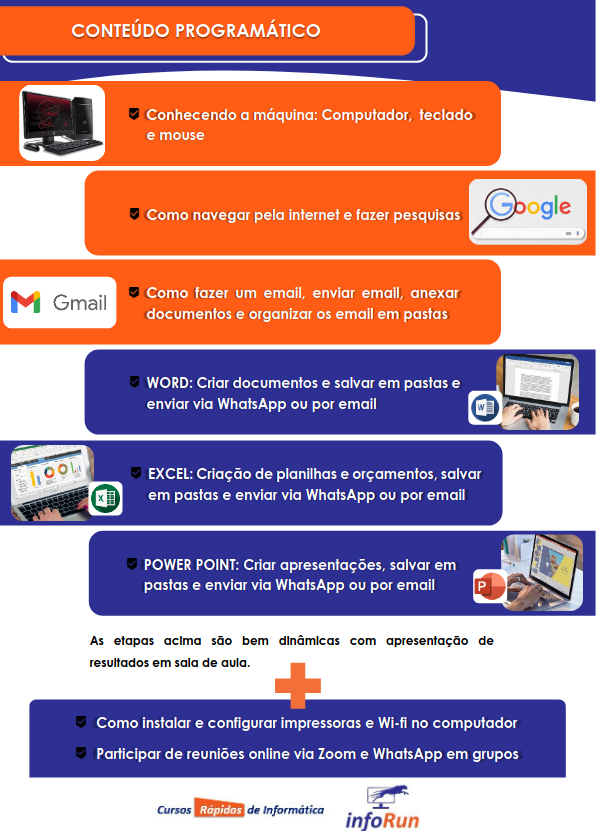 CONTEÚDO PROGRAMÁTICO
Conhecendo a máquina: Computador, teclado
e mouse
Como navegar pela internet e fazer pesquisas
Google
Gmail
Como fazer um email, enviar email, anexar
documentos e organizar os email em pastas
WORD: Criar documentos e salvar em pastas e
enviar via WhatsApp ou por email
W
EXCEL: Criação de planilhas e orçamentos, salvar
em pastas e enviar via WhatsApp ou por email
X
POWER POINT: Criar apresentações, salvar em
pastas e enviar via WhatsApp ou por email
P
As etapas acima são bem dinâmicas com apresentação de
resultados em sala de aula.
Como instalar e configurar impressoras e Wi-fi no computador
Participar de reuniões online via Zoom e WhatsApp em grupos
Cursos Rápidos de Informática
infoRun